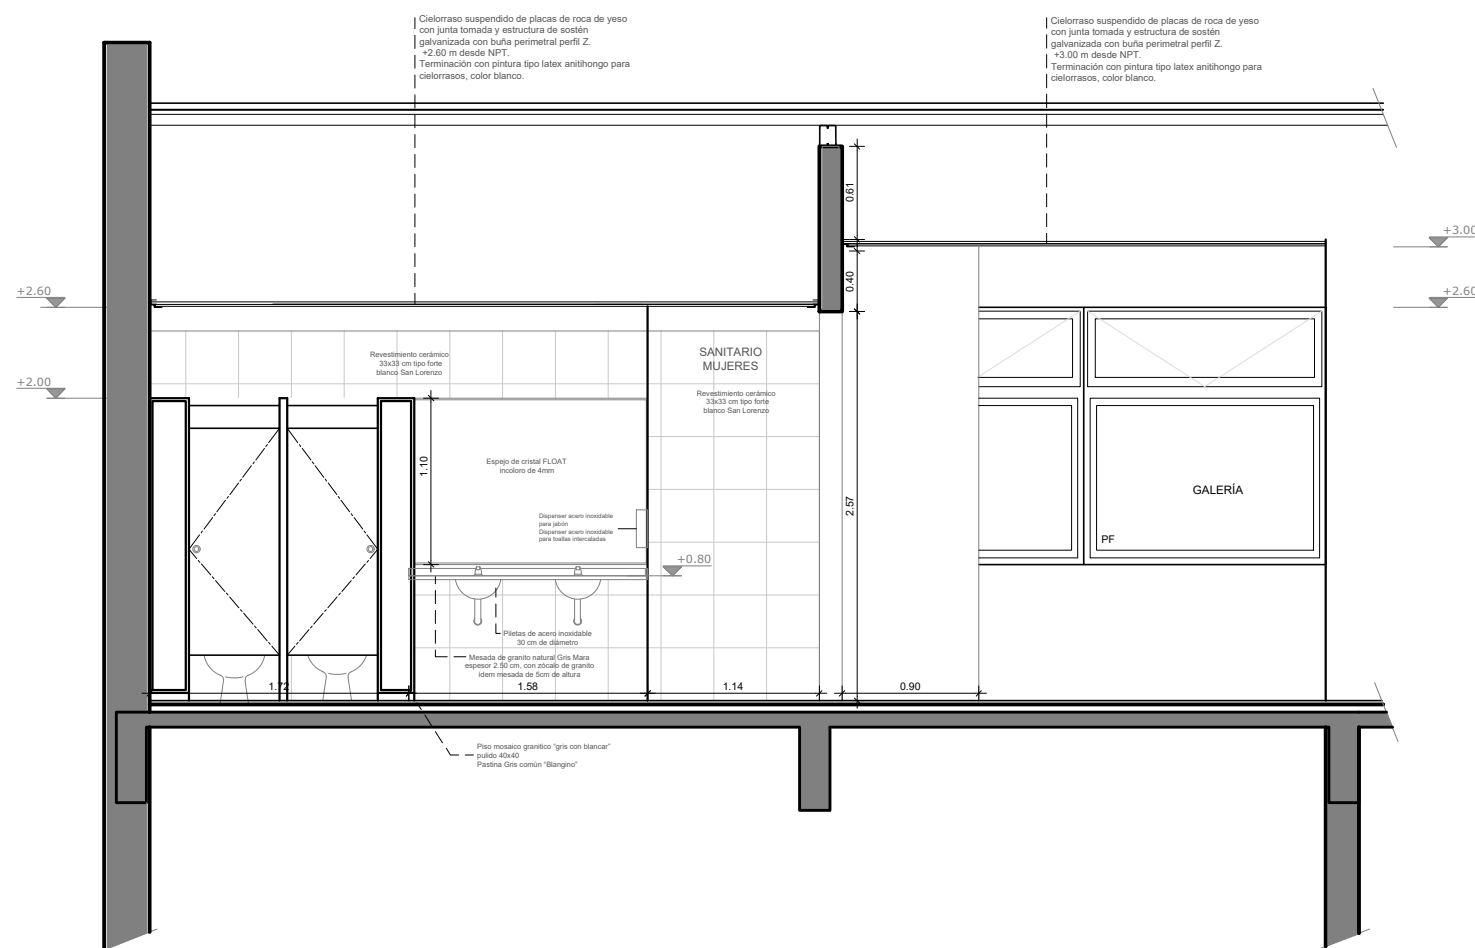 Cielorraso suspendido de placas de roca de yeso
con junta tomada y estructura de sostén
galvanizada con buña perimetral perfil Z.
+2.60 m desde NPT.
Terminación con pintura tipo latex anitihongo para
cielorrasos, color blanco.
Cielorraso suspendido de placas de roca de yeso
con junta tomada y estructura de sostén
galvanizada con buña perimetral perfil Z.
+3.00 m desde NPT.
Terminación con pintura tipo latex anitihongo para
cielorrasos, color blanco.
0.61
+3.00
0.40
+2.60
+2.60
+2.00
Revestimiento cerámico
33x33 cm tipo forte
blanco San Lorenzo
SANITARIO
MUJERES
Revestimiento cerámico
33x33 cm tipo forte
blanco San Lorenzo
1.10
Espejo de cristal FLOAT
incoloro de 4mm
Dispenser acero inoxidable
para jabón
Dispenser acero inoxidable
para toallas intercaladas
2.57
GALERÍA
PF
+0.80
Piletas de acero inoxidable
30 cm de diámetro
Mesada de granito natural Gris Mara
espesor 2.50 cm, con zócalo de granito
idem mesada de 5cm de altura
1.72
1.58
1.14
0.90
Piso mosaico granitico "gris con blancar"
pulido 40x40
Pastina Gris común "Blangino"